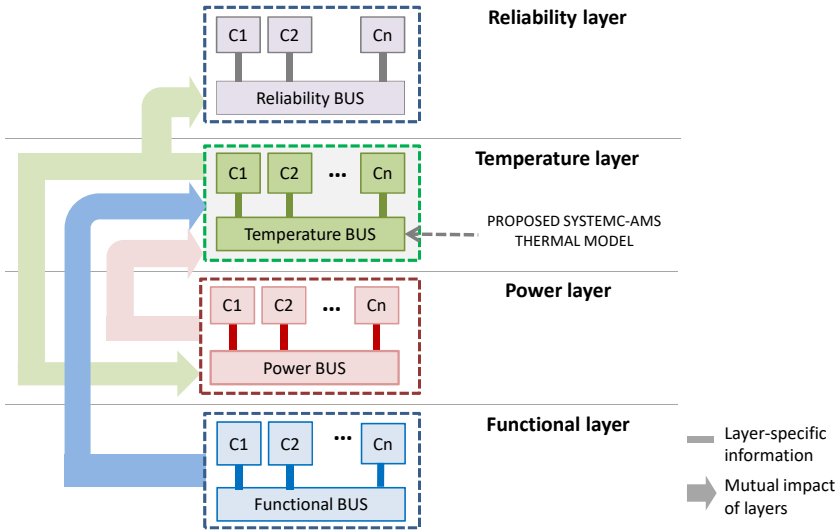 Reliability layer
C1 C2 Cn
Reliability BUS
Temperature layer
C1 C2 ... Cn
Temperature BUS
PROPOSED SYSTEMC-AMS
THERMAL MODEL
Power layer
C1 C2 ... Cn
Power BUS
Functional layer
C1 C2 ... Cn
Functional BUS
Layer-specific
information
Mutual impact
of layers